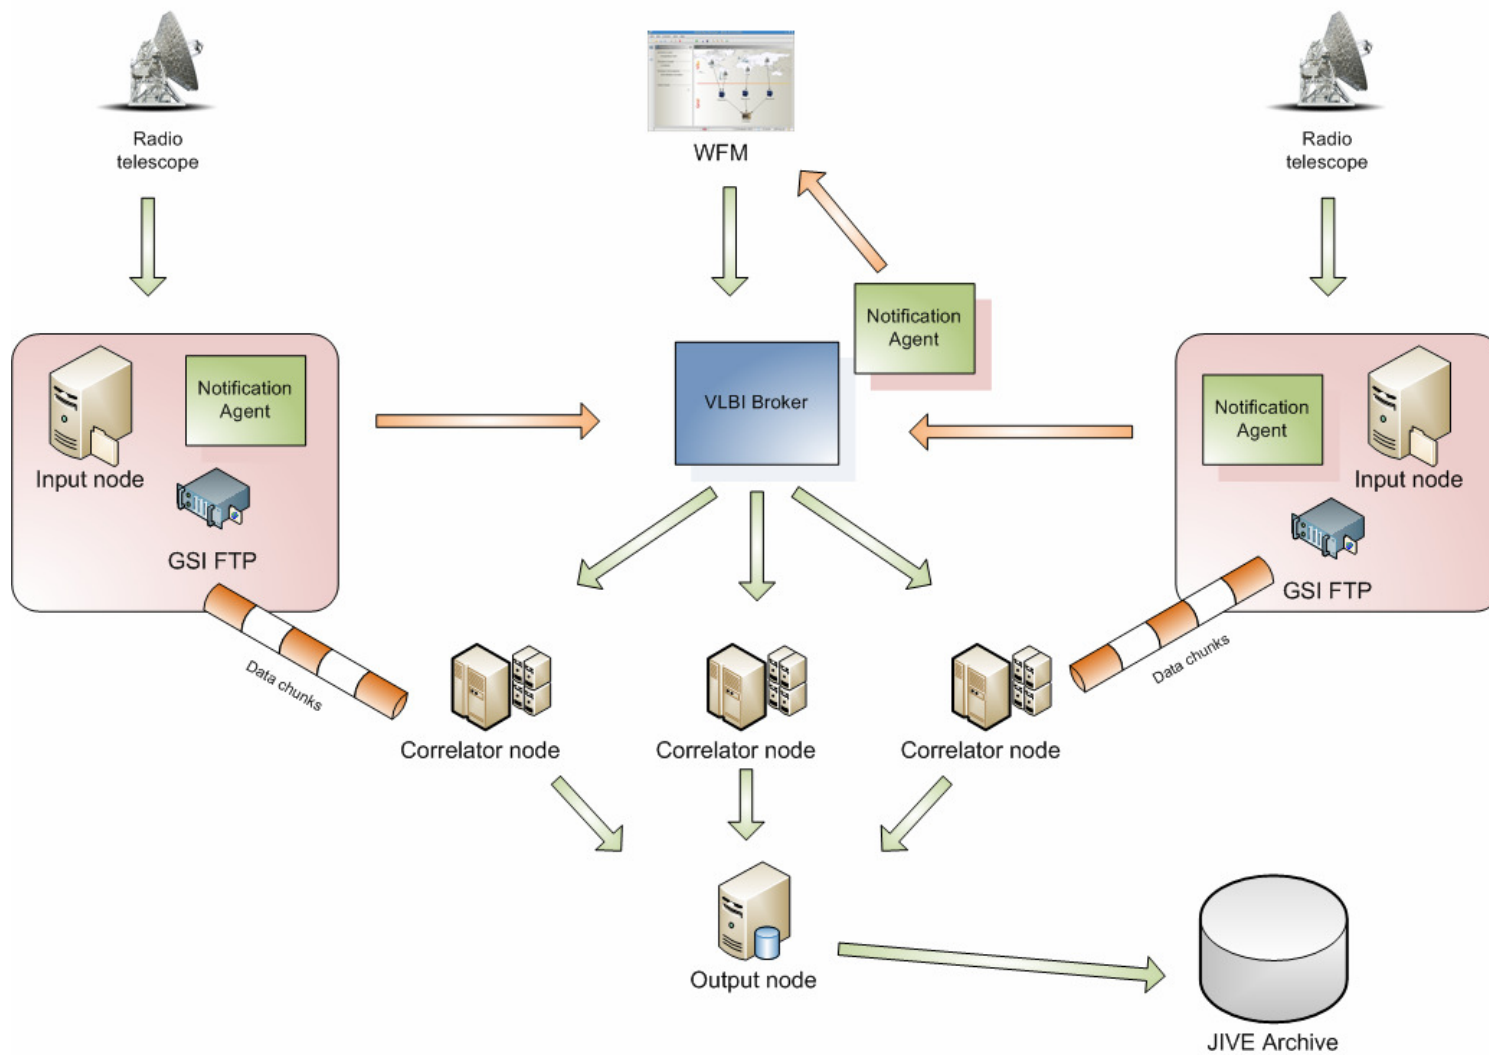 Radio
telescope
WFM
Radio
telescope
Notification
Agent
Input node
GSI FTP
Data chunks
VLBI Broker
Notification
Agent
Notification
Agent
Input node
GSI FTP
Data chunks
Correlator node
Correlator node
Correlator node
Output node
JIVE Archive